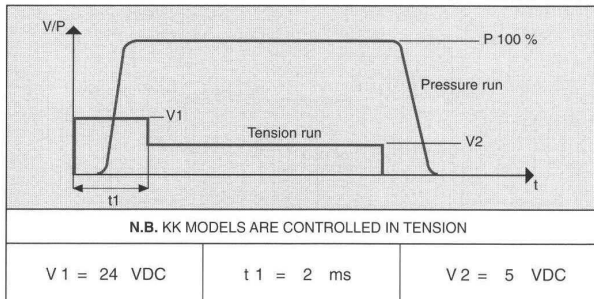 V/P
P 100 %
Pressure run
V1
Tension run
V2
t
t1
N.B. KK MODELS ARE CONTROLLED IN TENSION
V 1 = 24 VDC
t 1 = 2 ms
V 2 = 5 VDC